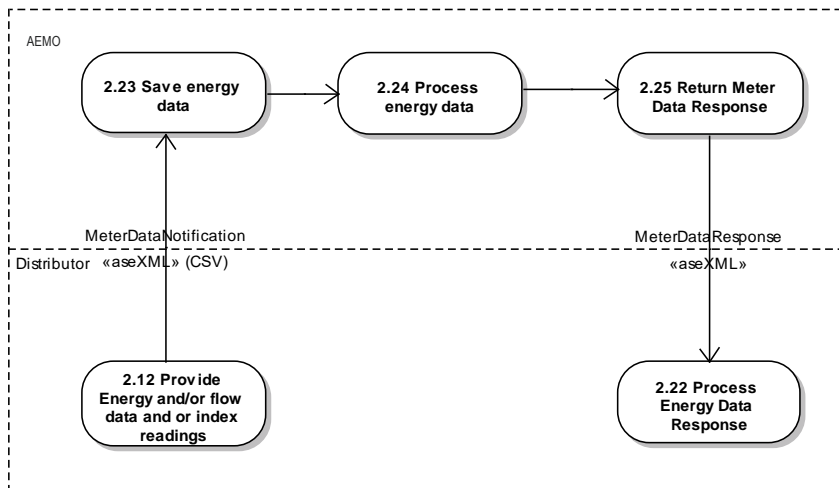 AEMO
2.23 Save energy
data
2.24 Process
energy data
2.25 Return Meter
Data Response
MeterDataNotification
MeterDataResponse
Distributor
«aseXML» (CSV)
«aseXML»
2.12 Provide
Energy and/or flow
data and or index
readings
2.22 Process
Energy Data
Response